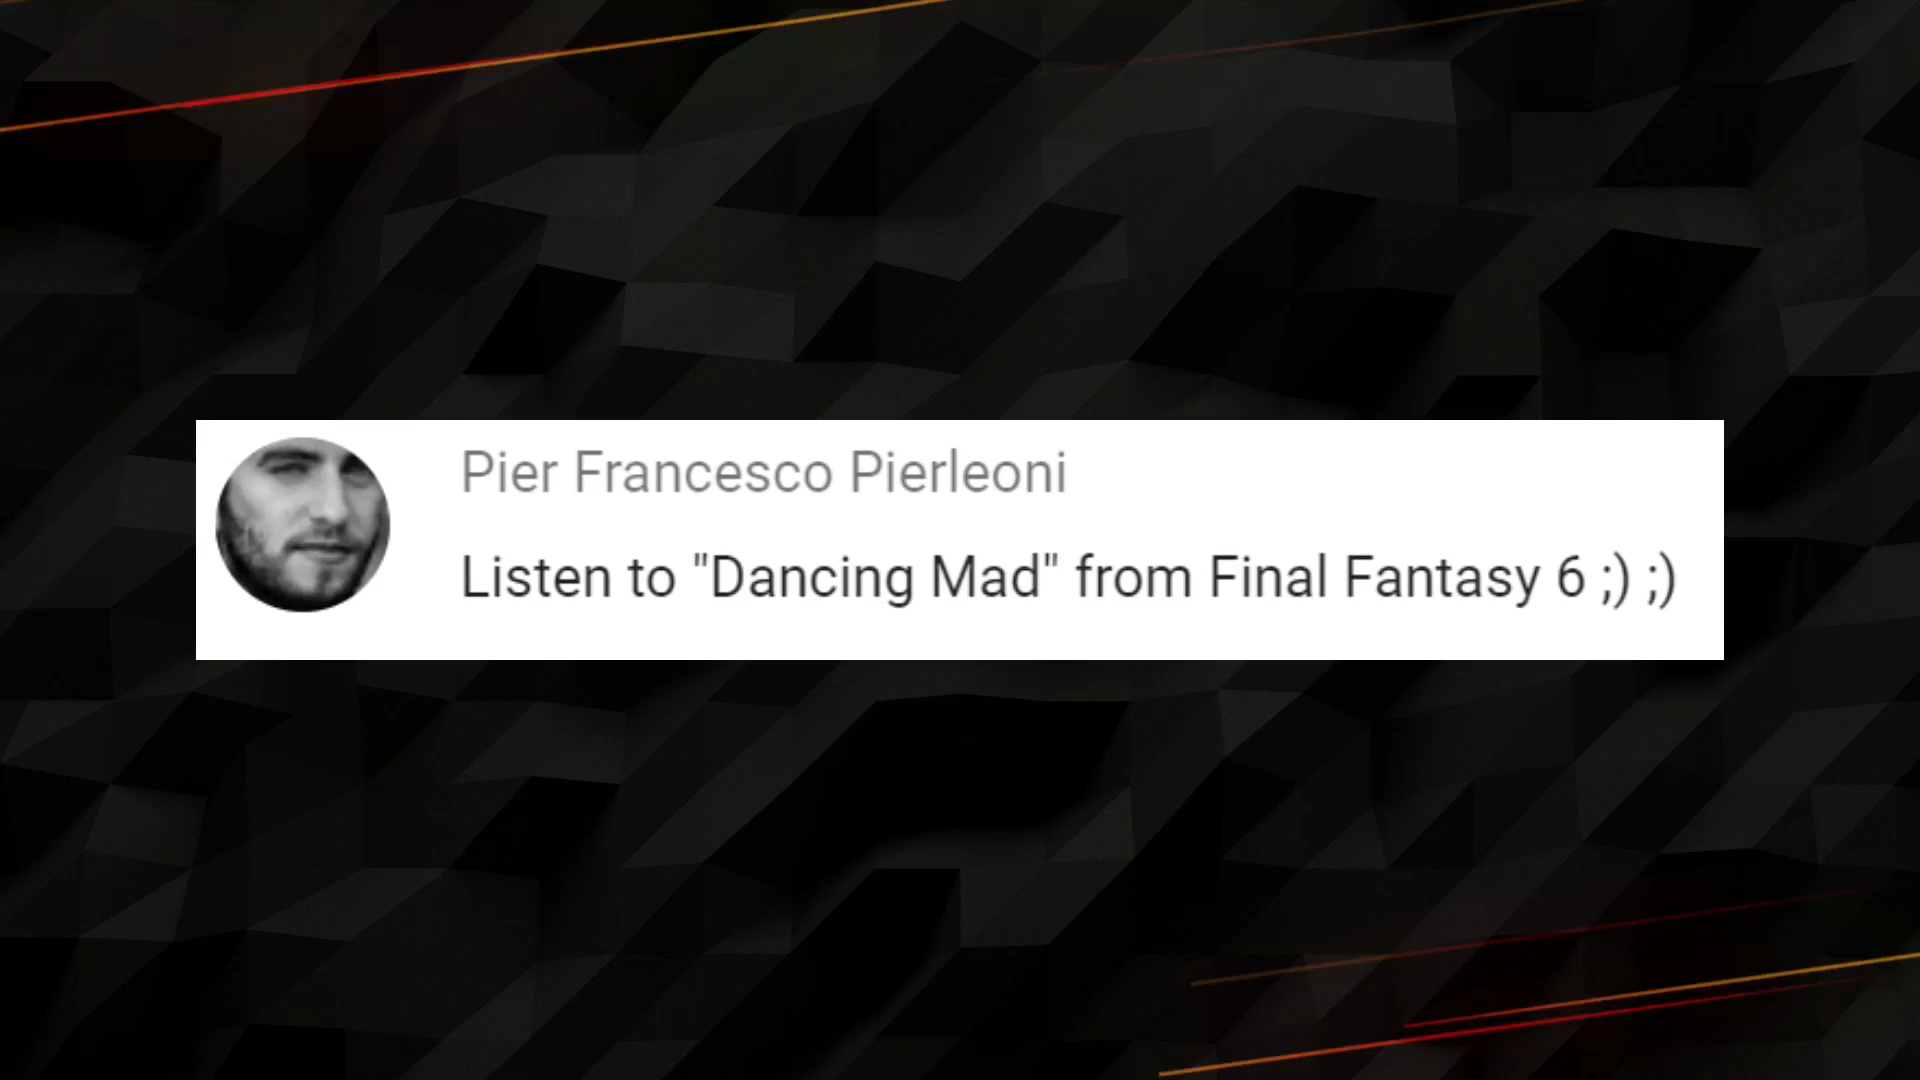 Pier Francesco Pierleoni
Listen to "Dancing Mad" from Final Fantasy 6 ;) ;)